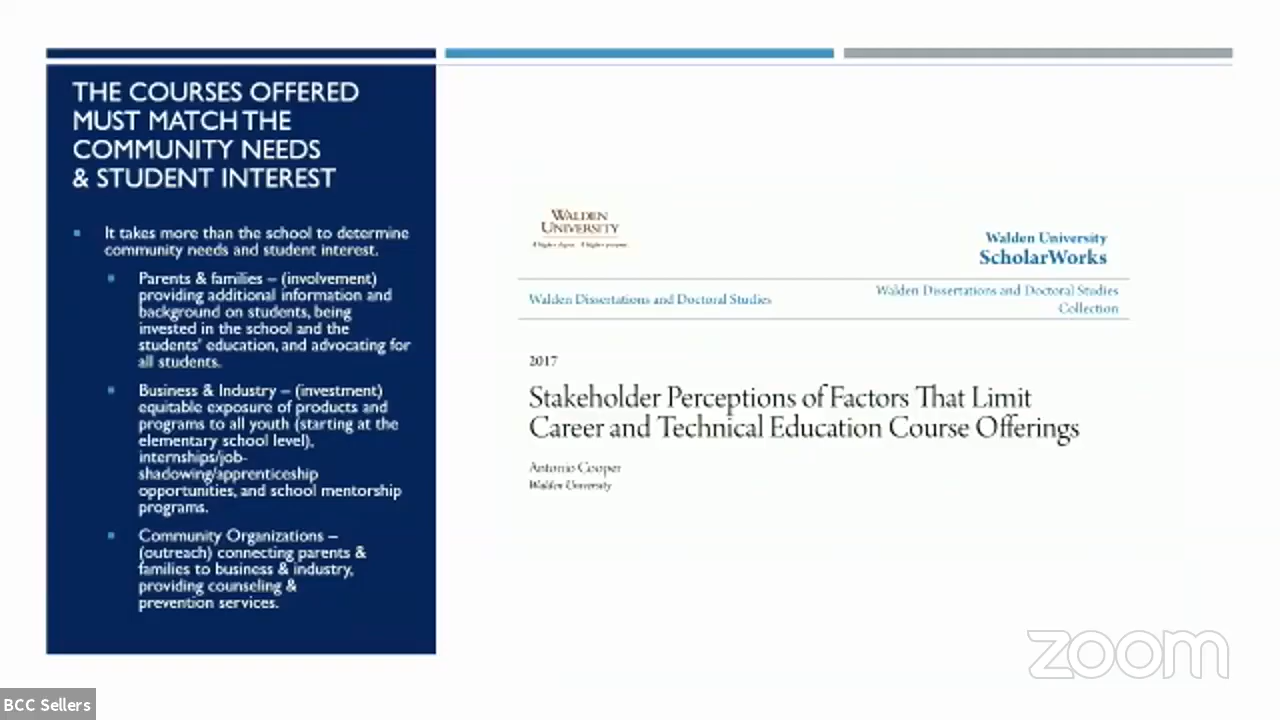 THE COURSES OFFERED
MUST MATCH THE
COMMUNITY NEEDS
& STUDENT INTEREST
It takes more than the school to determine
community needs and student interest.
Parents & families – (involvement)
providing additional information and
background on students, being
invested in the school and the
students' education, and advocating for
all students.
Business & Industry – (investment)
equitable exposure of products and
programs to all youth (starting at the
elementary school level),
internships/job-
shadowing/apprenticeship
opportunities, and school mentorship
programs.
Community Organizations –
(outreach) connecting parents &
families to business & industry,
providing counseling &
prevention services.
WALDEN
UNIVERSITY
A higher degree. A higher purpose.
Walden University
ScholarWorks
Walden Dissertations and Doctoral Studies
Walden Dissertations and Doctoral Studies
Collection
2017
Stakeholder Perceptions of Factors That Limit
Career and Technical Education Course Offerings
Antonio Cooper
Walden University
zoom
BCC Sellers